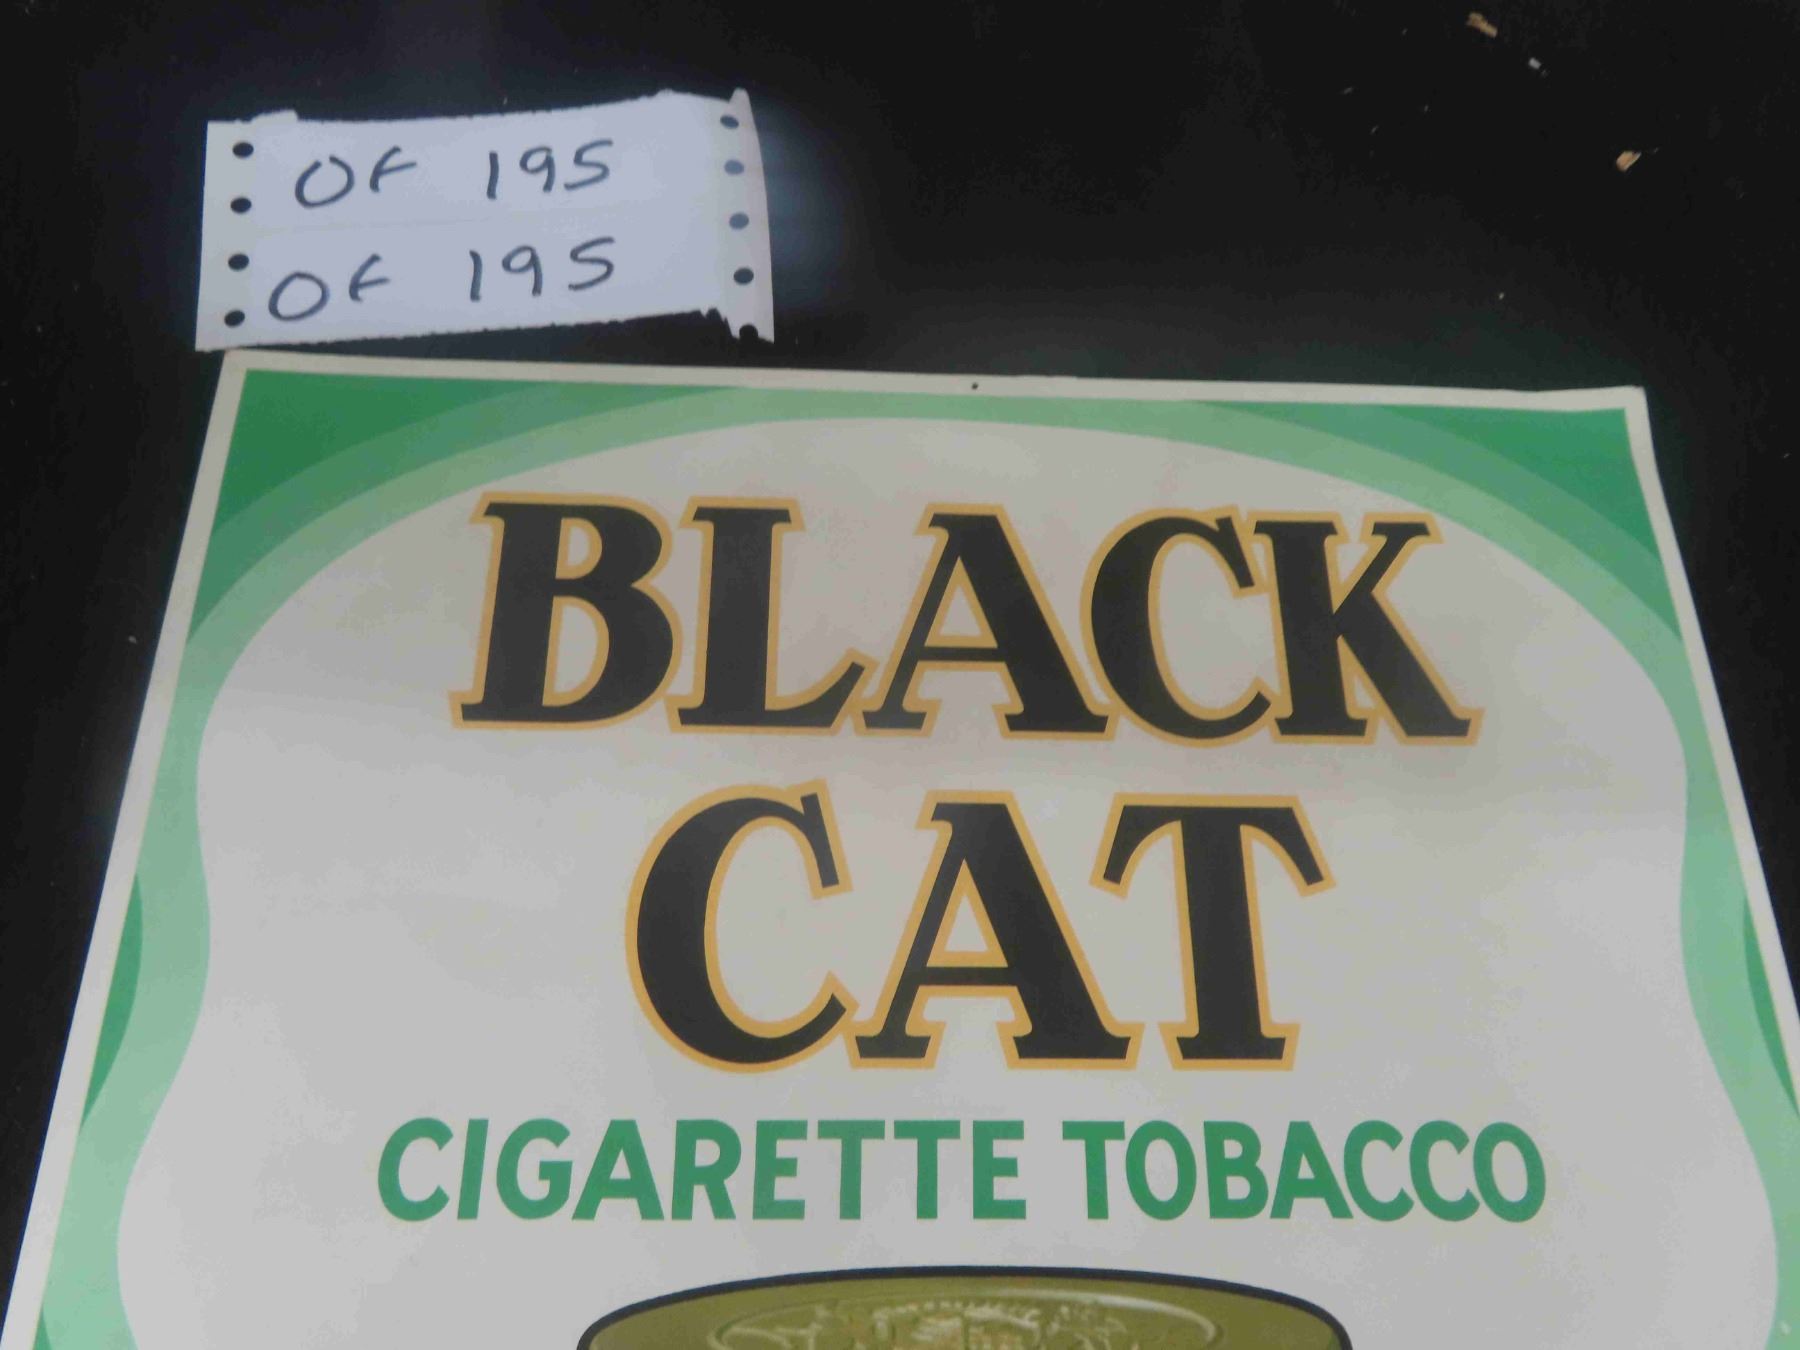 OF 195
OF 195
BLACK
CAT
CIGARETTE TOBACCO